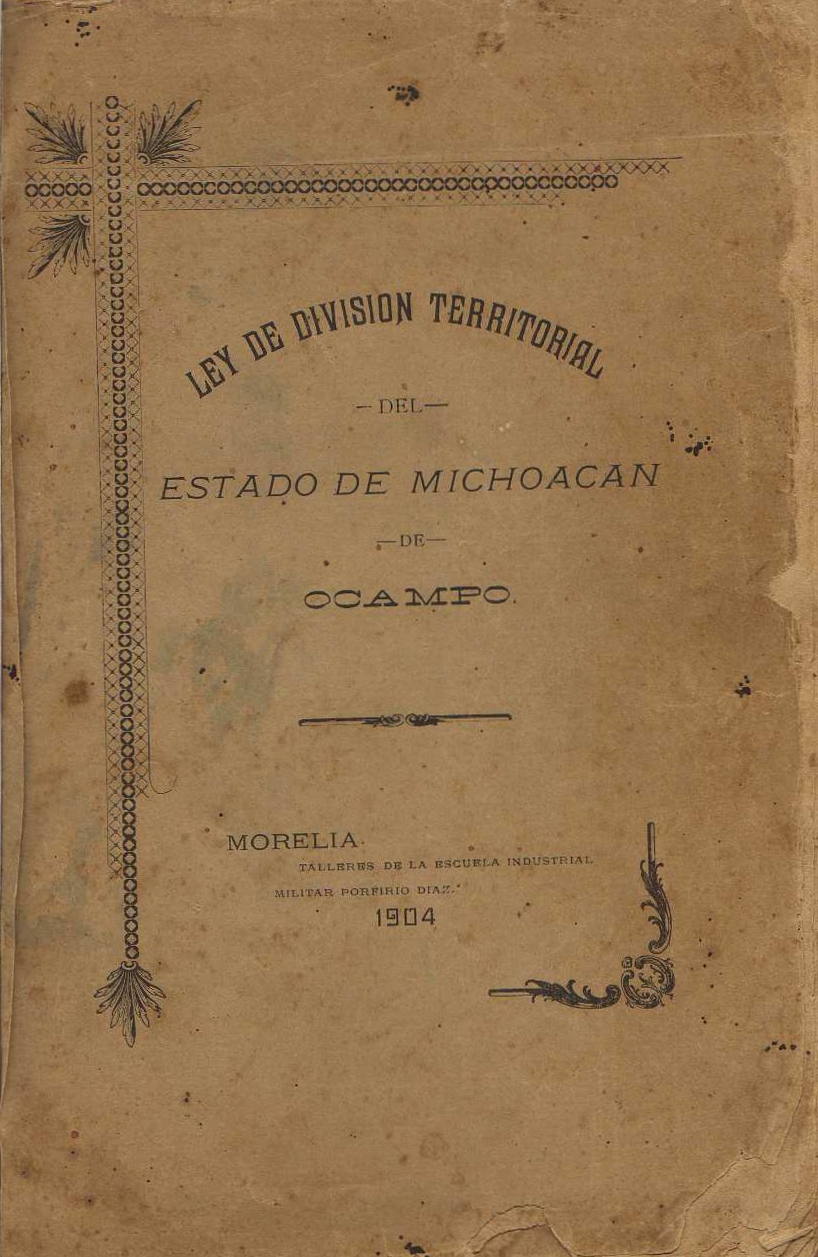 LEY DE DIVISION TERRITORIAL
— DEL —
ESTADO DE MICHOACAN
— DE —
OCAMPO.
MORELIA.
TALLERES DE LA ESCUELA INDUSTRIAL
MILITAR PORFIRIO DIAZ."
1904